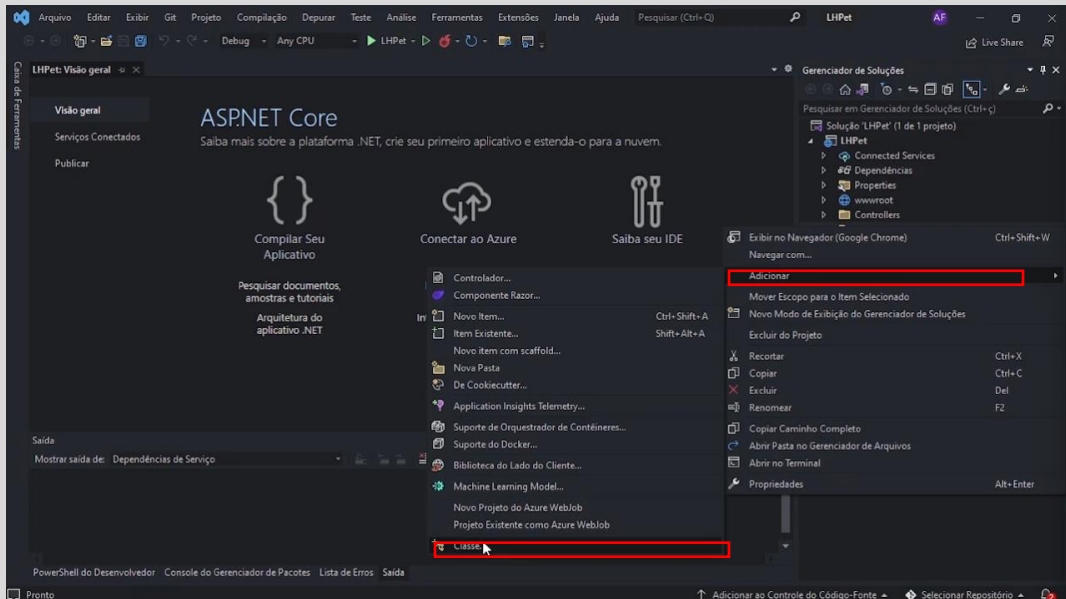 Arquivo Editar Exibir Git Projeto Compilação Depurar Teste Análise Ferramentas Extensões Janela Ajuda Pesquisar (Ctrl+Q) LHPet AF
Debug Any CPU LHPet Live Share
Caixa de Ferramentas
LHPet: Visão geral
Visão geral
Serviços Conectados
Publicar
ASP.NET Core
Saiba mais sobre a plataforma .NET, crie seu primeiro aplicativo e estenda-o para a nuvem.
Compilar Seu
Aplicativo
Conectar ao Azure
Saiba seu IDE
Pesquisar documentos,
amostras e tutoriais
Arquitetura do
aplicativo .NET
Gerenciador de Soluções
Pesquisar em Gerenciador de Soluções (Ctrl+ç)
Solução 'LHPet' (1 de 1 projeto)
LHPet
Connected Services
Dependências
Properties
wwwroot
Controllers
Exibir no Navegador (Google Chrome) Ctrl+Shift+W
Navegar com...
Adicionar
Mover Escopo para o Item Selecionado
Novo Modo de Exibição do Gerenciador de Soluções
Excluir do Projeto
Recortar Ctrl+X
Copiar Ctrl+C
Excluir Del
Renomear F2
Copiar Caminho Completo
Abrir Pasta no Gerenciador de Arquivos
Abrir no Terminal
Propriedades Alt+Enter
Controlador...
Componente Razor...
Novo Item... Ctrl+Shift+A
Item Existente... Shift+Alt+A
Novo item com scaffold...
Nova Pasta
De Cookiecutter...
Application Insights Telemetry...
Suporte de Orquestrador de Contêineres...
Suporte do Docker...
Biblioteca do Lado do Cliente...
Machine Learning Model...
Novo Projeto do Azure WebJob
Projeto Existente como Azure WebJob
Classe
Saída
Mostrar saída de: Dependências de Serviço
PowerShell do Desenvolvedor Console do Gerenciador de Pacotes Lista de Erros Saída
Pronto Adicionar ao Controle do Código-Fonte Selecionar Repositório 2